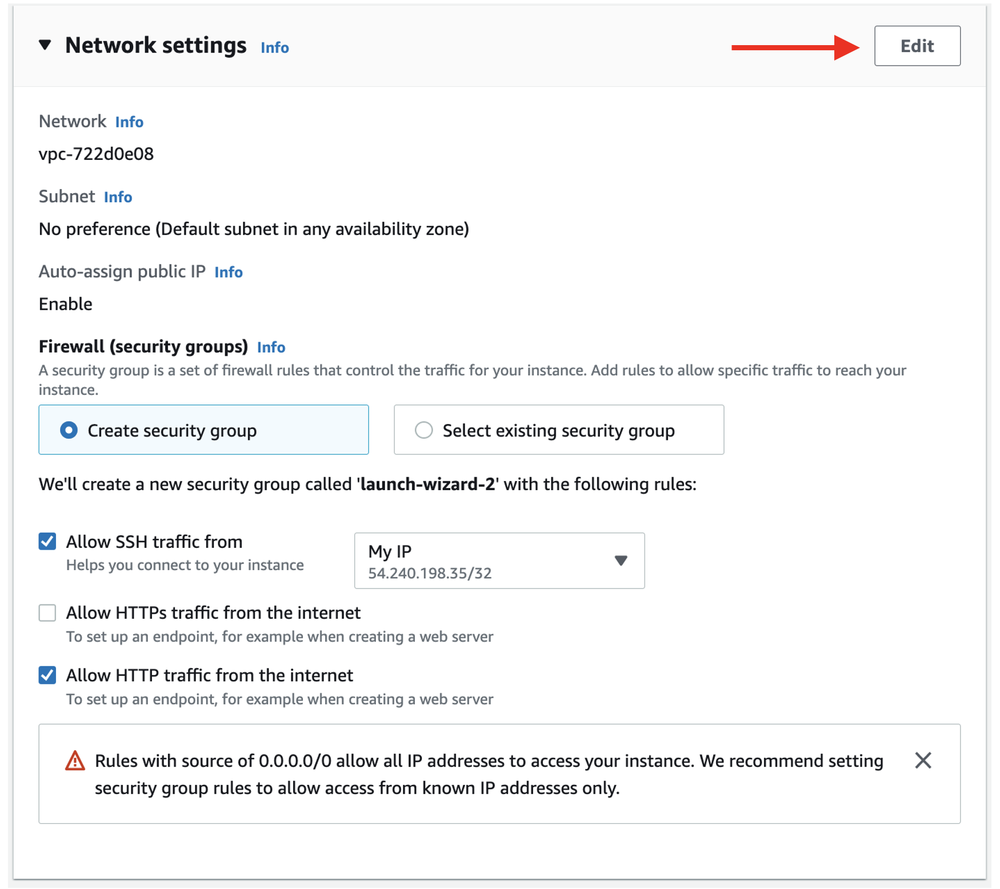 Network settings Info
Edit
Network Info
vpc-722d0e08
Subnet Info
No preference (Default subnet in any availability zone)
Auto-assign public IP Info
Enable
Firewall (security groups) Info
A security group is a set of firewall rules that control the traffic for your instance. Add rules to allow specific traffic to reach your
instance.
Create security group
Select existing security group
We'll create a new security group called 'launch-wizard-2' with the following rules:
Allow SSH traffic from
Helps you connect to your instance
My IP
54.240.198.35/32
Allow HTTPs traffic from the internet
To set up an endpoint, for example when creating a web server
Allow HTTP traffic from the internet
To set up an endpoint, for example when creating a web server
Rules with source of 0.0.0.0/0 allow all IP addresses to access your instance. We recommend setting
security group rules to allow access from known IP addresses only.